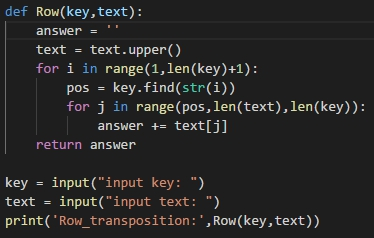 def Row(key,text):
    answer = ''
    text = text.upper()
    for i in range(1,len(key)+1):
        pos = key.find(str(i))
        for j in range(pos,len(text),len(key)):
            answer += text[j]
    return answer

key = input("input key: ")
text = input("input text: ")
print('Row_transposition:',Row(key,text))